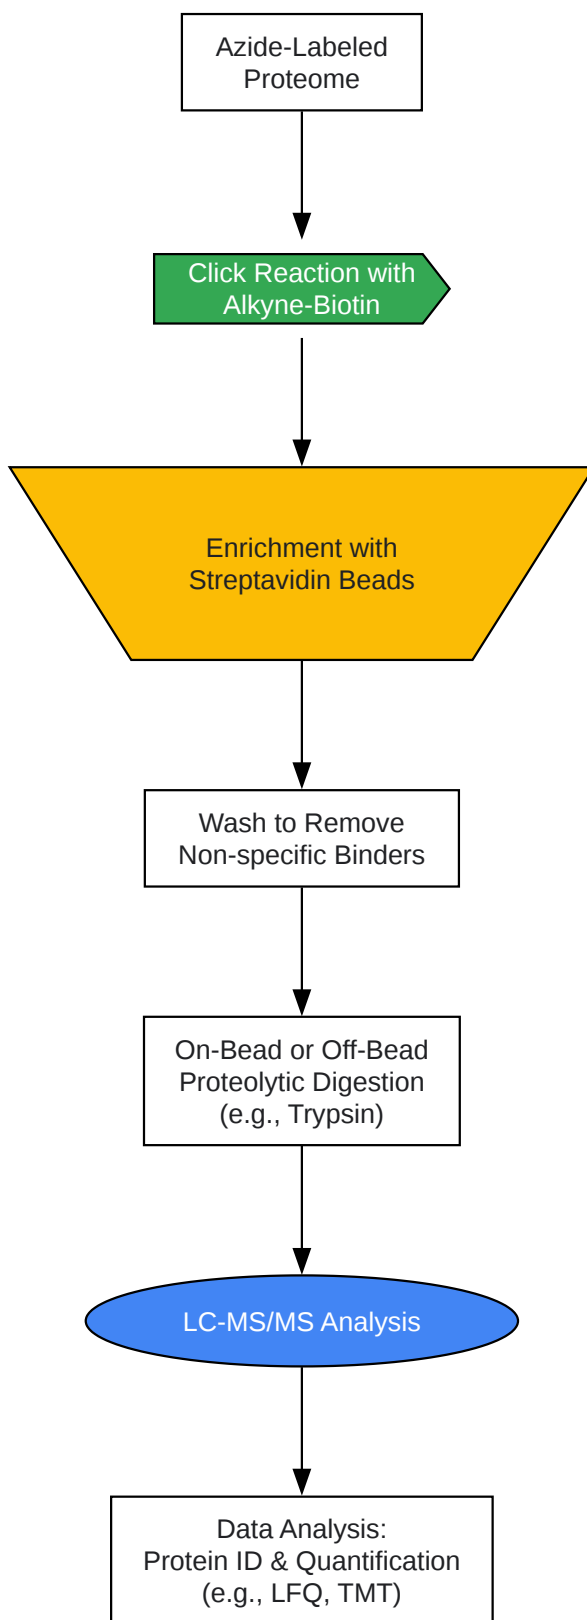 Azide-Labeled
Proteome
Click Reaction with
Alkyne-Biotin
Enrichment with
Streptavidin Beads
Wash to Remove
Non-specific Binders
On-Bead or Off-Bead
Proteolytic Digestion
(e.g., Trypsin)
LC-MS/MS Analysis
Data Analysis:
Protein ID & Quantification
(e.g., LFQ, TMT)